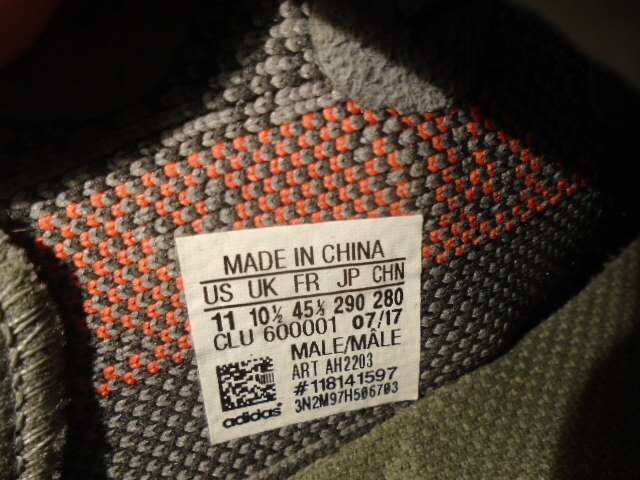 MADE IN CHINA
US UK FR JP CHN
11 10½ 45⅓ 290 280
CLU 600001 07/17
MALE/MÂLE
ART AH2203
#118141597
3N2M97H506703
adidas